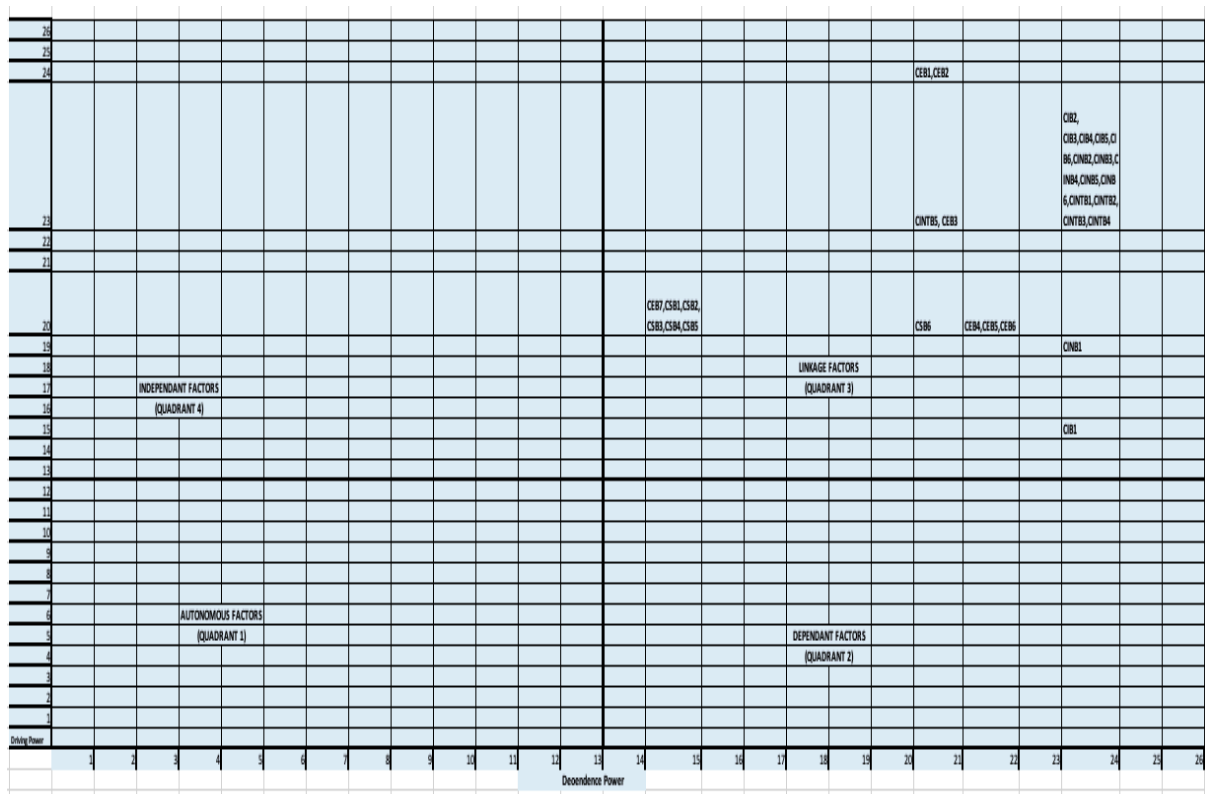 26
25
24 CEB1,CEB2
CIB2,
CIB3,CIB4,CIB5,CI
B6,CINB2,CINB3,C
INB4,CINB5,CINB
6,CINTB1,CINTB2,
23 CINTB5, CEB3 CINTB3,CINTB4
22
21
CEB7,CSB1,CSB2,
20 CSB3,CSB4,CSB5 CSB6 CEB4,CEB5,CEB6
19 CINB1
18 LINKAGE FACTORS
17 INDEPENDANT FACTORS (QUADRANT 3)
16 (QUADRANT 4)
15 CIB1
14
13
12
11
10
9
8
7
6 AUTONOMOUS FACTORS
5 (QUADRANT 1) DEPENDANT FACTORS
4 (QUADRANT 2)
3
2
1
Driving Power
1 2 3 4 5 6 7 8 9 10 11 12 13 14 15 16 17 18 19 20 21 22 23 24 25 26
Deoendence Power